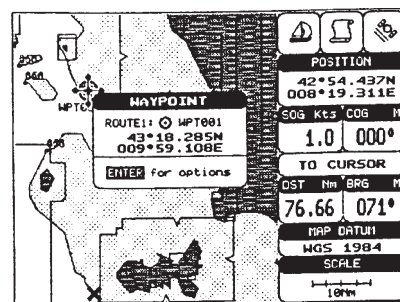 WAYPOINT
ROUTE1: WPT001
43°18.285N
009°59.108E
ENTER for options
POSITION
42°54.437N
008°19.311E
SOG Kts COG M
1.0 000°
TO CURSOR
DST Nm BRG M
76.66 071°
MAP DATUM
WGS 1984
SCALE
10Nm